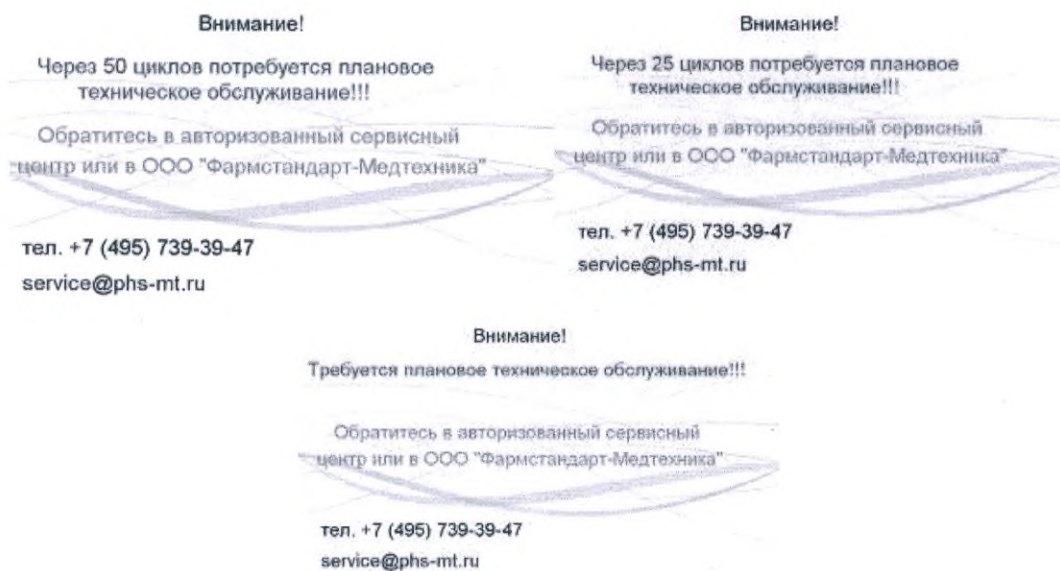 Внимание!
Через 50 циклов потребуется плановое
техническое обслуживание!!!
Обратитесь в авторизованный сервисный
центр или в ООО "Фармстандарт-Медтехника"
тел. +7 (495) 739-39-47
service@phs-mt.ru
Внимание!
Через 25 циклов потребуется плановое
техническое обслуживание!!!
Обратитесь в авторизованный сервисный
центр или в ООО "Фармстандарт-Медтехника"
тел. +7 (495) 739-39-47
service@phs-mt.ru
Внимание!
Требуется плановое техническое обслуживание!!!
Обратитесь в авторизованный сервисный
центр или в ООО "Фармстандарт-Медтехника"
тел. +7 (495) 739-39-47
service@phs-mt.ru